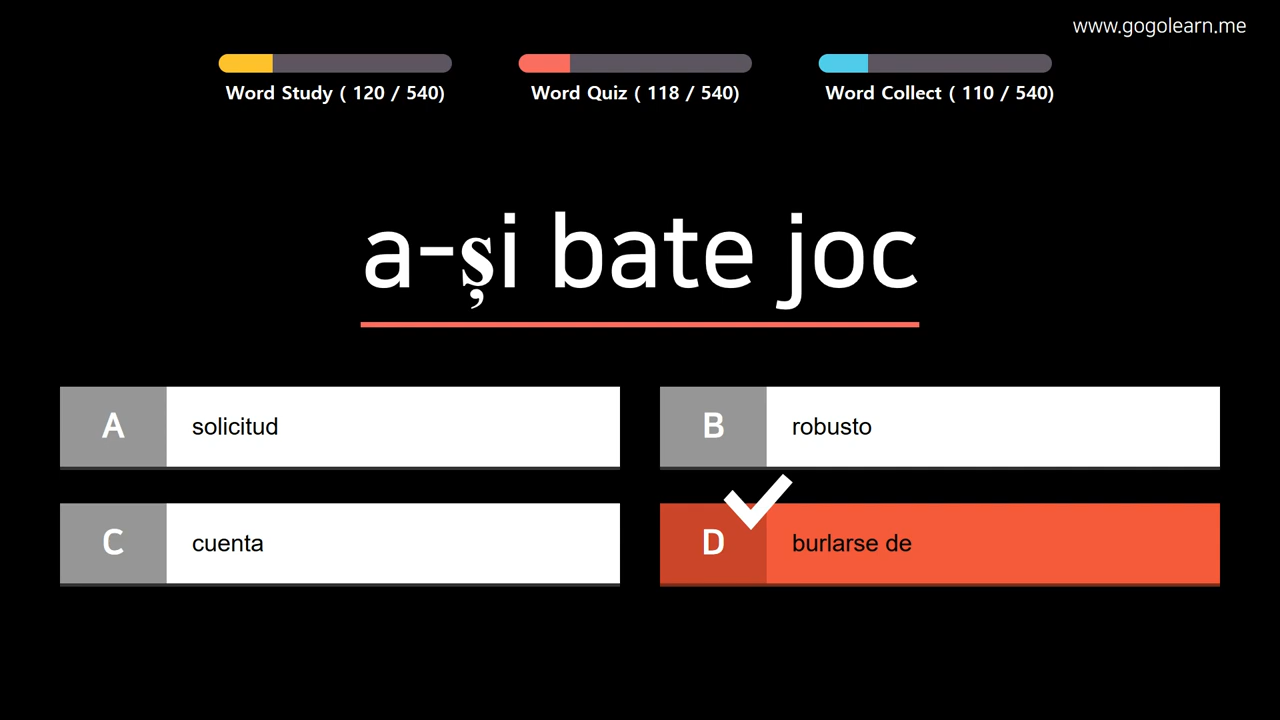 www.gogolearn.me
Word Study ( 120 / 540)
Word Quiz ( 118 / 540)
Word Collect ( 110 / 540)
a-și bate joc
A solicitud
B robusto
C cuenta
D burlarse de